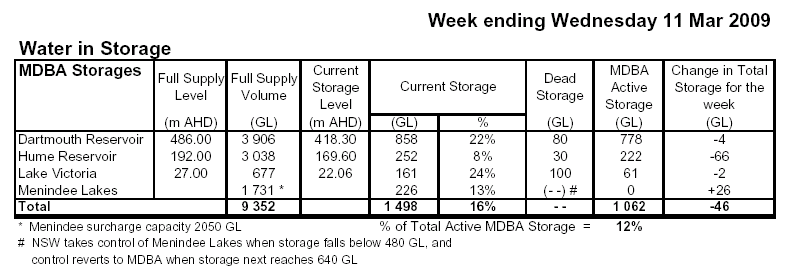 Week ending Wednesday 11 Mar 2009
Water in Storage
MDBA Storages Full Supply Level Full Supply Volume Current Storage Level Current Storage Dead Storage MDBA Active Storage Change in Total Storage for the week
(m AHD) (GL) (m AHD) (GL) % (GL) (GL) (GL)
Dartmouth Reservoir 486.00 3 906 418.30 858 22% 80 778 -4
Hume Reservoir 192.00 3 038 169.60 252 8% 30 222 -66
Lake Victoria 27.00 677 22.06 161 24% 100 61 -2
Menindee Lakes 1 731 * 226 13% (- -) # 0 +26
Total 9 352 1 498 16% - - 1 062 -46
* Menindee surcharge capacity 2050 GL % of Total Active MDBA Storage = 12%
# NSW takes control of Menindee Lakes when storage falls below 480 GL, and
control reverts to MDBA when storage next reaches 640 GL